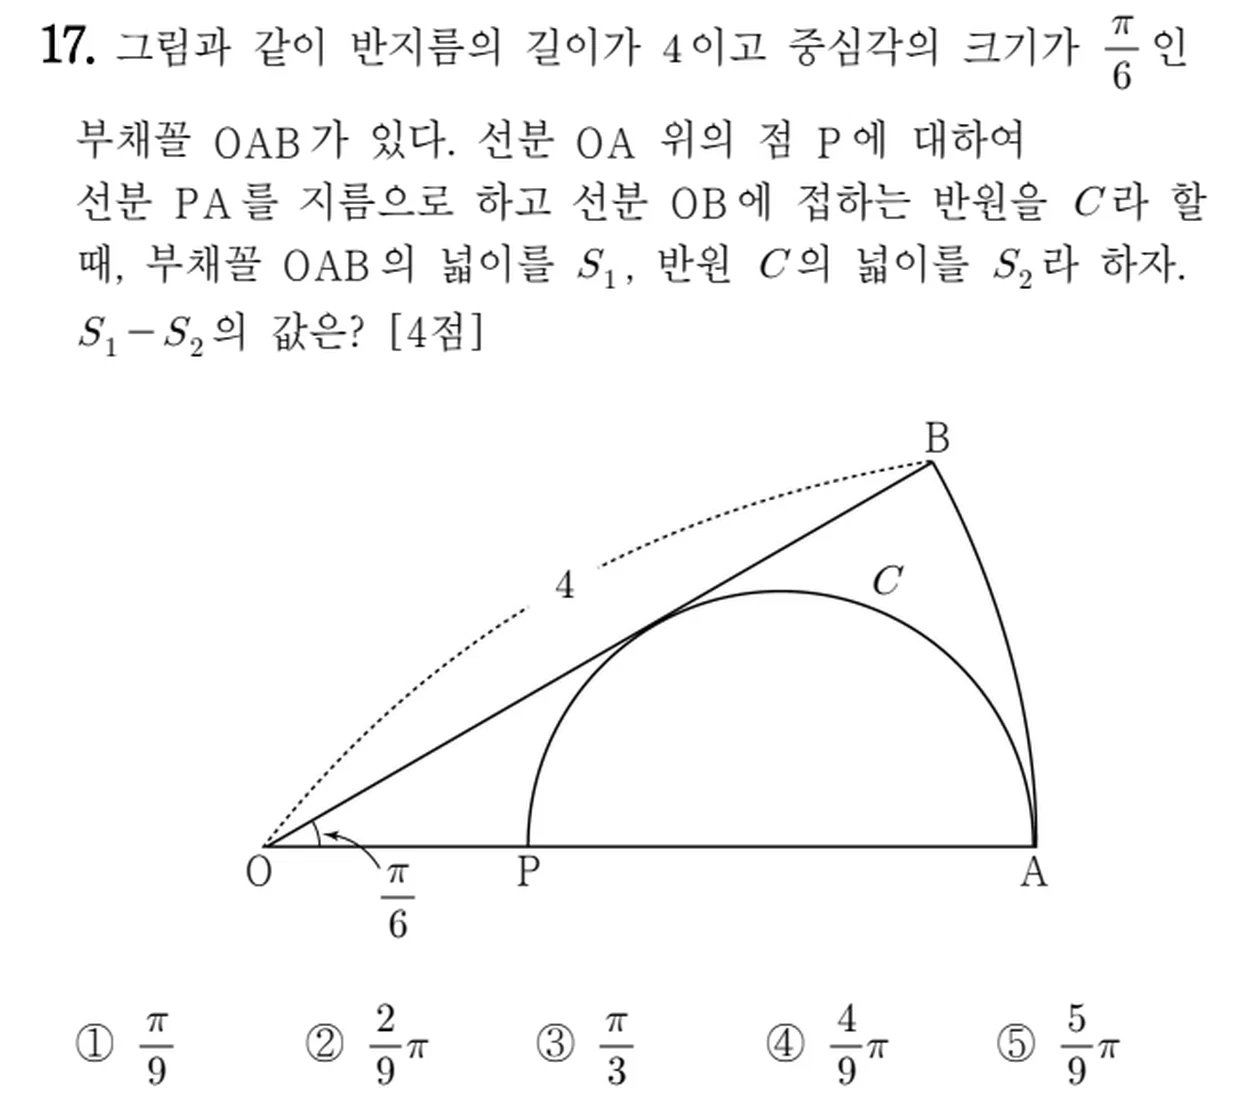 17. 그림과 같이 반지름의 길이가 4이고 중심각의 크기가 π/6인
부채꼴 OAB가 있다. 선분 OA 위의 점 P에 대하여
선분 PA를 지름으로 하고 선분 OB에 접하는 반원을 C라 할
때, 부채꼴 OAB의 넓이를 S₁, 반원 C의 넓이를 S₂라 하자.
S₁−S₂의 값은? [4점]
B
4
C
O
P
A
π/6
① π/9 ② 2/9 π ③ π/3 ④ 4/9 π ⑤ 5/9 π